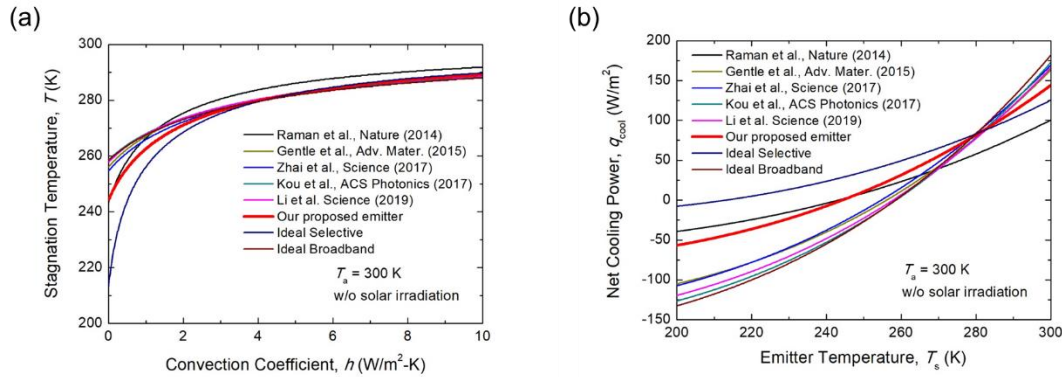 (a)
Stagnation Temperature, T (K)
300
280
260
240
220
200
Raman et al., Nature (2014)
Gentle et al., Adv. Mater. (2015)
Zhai et al., Science (2017)
Kou et al., ACS Photonics (2017)
Li et al. Science (2019)
Our proposed emitter
Ideal Selective
Ideal Broadband
Tₐ = 300 K
w/o solar irradiation
0 2 4 6 8 10
Convection Coefficient, h (W/m²-K)
(b)
Net Cooling Power, q_cool (W/m²)
200
150
100
50
0
-50
-100
-150
Raman et al., Nature (2014)
Gentle et al., Adv. Mater. (2015)
Zhai et al., Science (2017)
Kou et al., ACS Photonics (2017)
Li et al. Science (2019)
Our proposed emitter
Ideal Selective
Ideal Broadband
Tₐ = 300 K
w/o solar irradiation
200 220 240 260 280 300
Emitter Temperature, Tₛ (K)